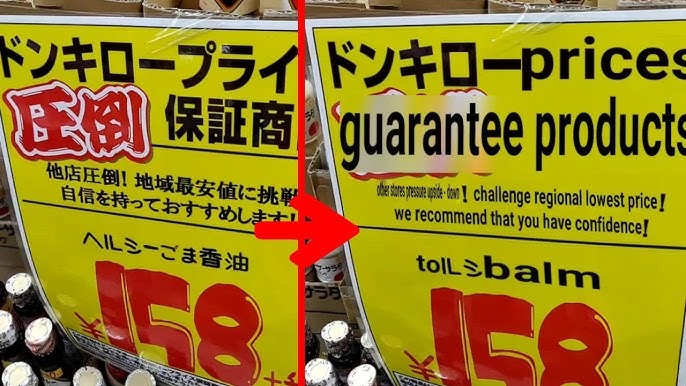 ドンキロープライ
圧倒 保証商
他店圧倒!地域最安値に挑戦
自信を持っておすすめします!
ヘルシーごま香油
¥158
ドンキローprices
guarantee products
other stores pressure upside - down! challenge regional lowest price!
we recommend that you have confidence!
tolLシbalm
¥158